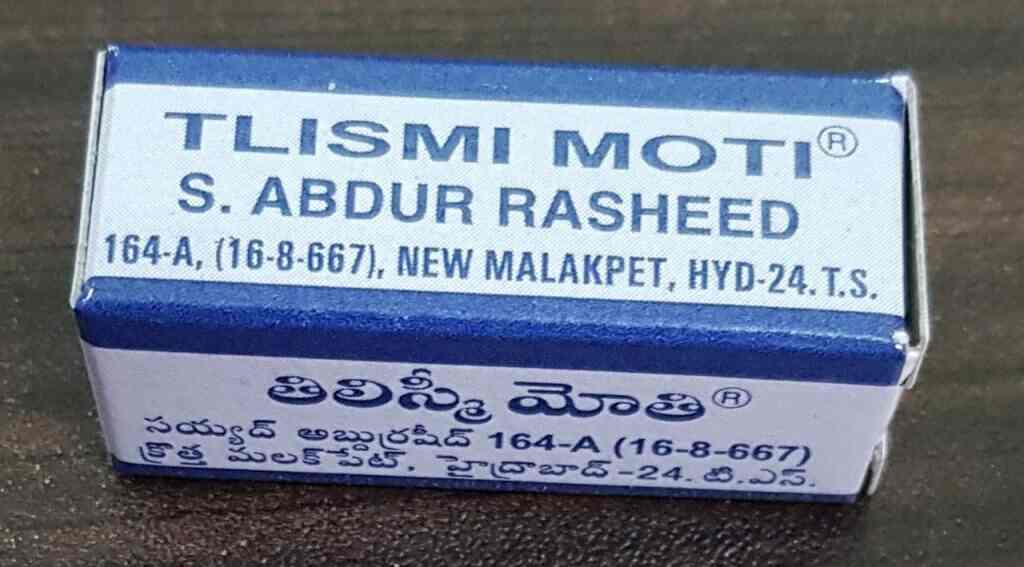 TLISMI MOTI®
S. ABDUR RASHEED
164-A, (16-8-667), NEW MALAKPET, HYD-24. T.S.
తిలిస్మీ మోతి®
సయ్యద్ అబ్దుర్రషీద్ 164-A (16-8-667)
క్రొత్త మలక్‌పేట్, హైద్రాబాద్-24. టి.ఎస్.